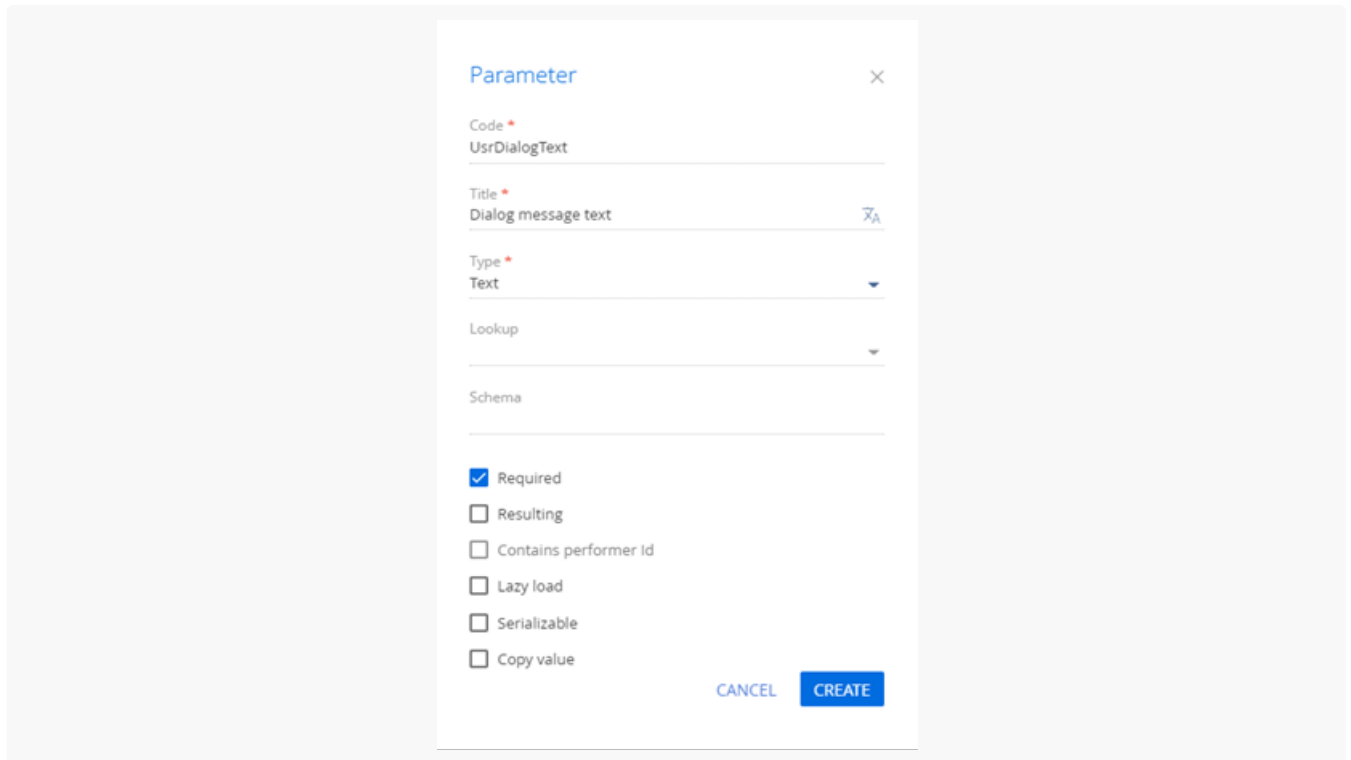 Parameter
Code *
UsrDialogText
Title *
Dialog message text
Type *
Text
Lookup
Schema
Required
Resulting
Contains performer Id
Lazy load
Serializable
Copy value
CANCEL CREATE